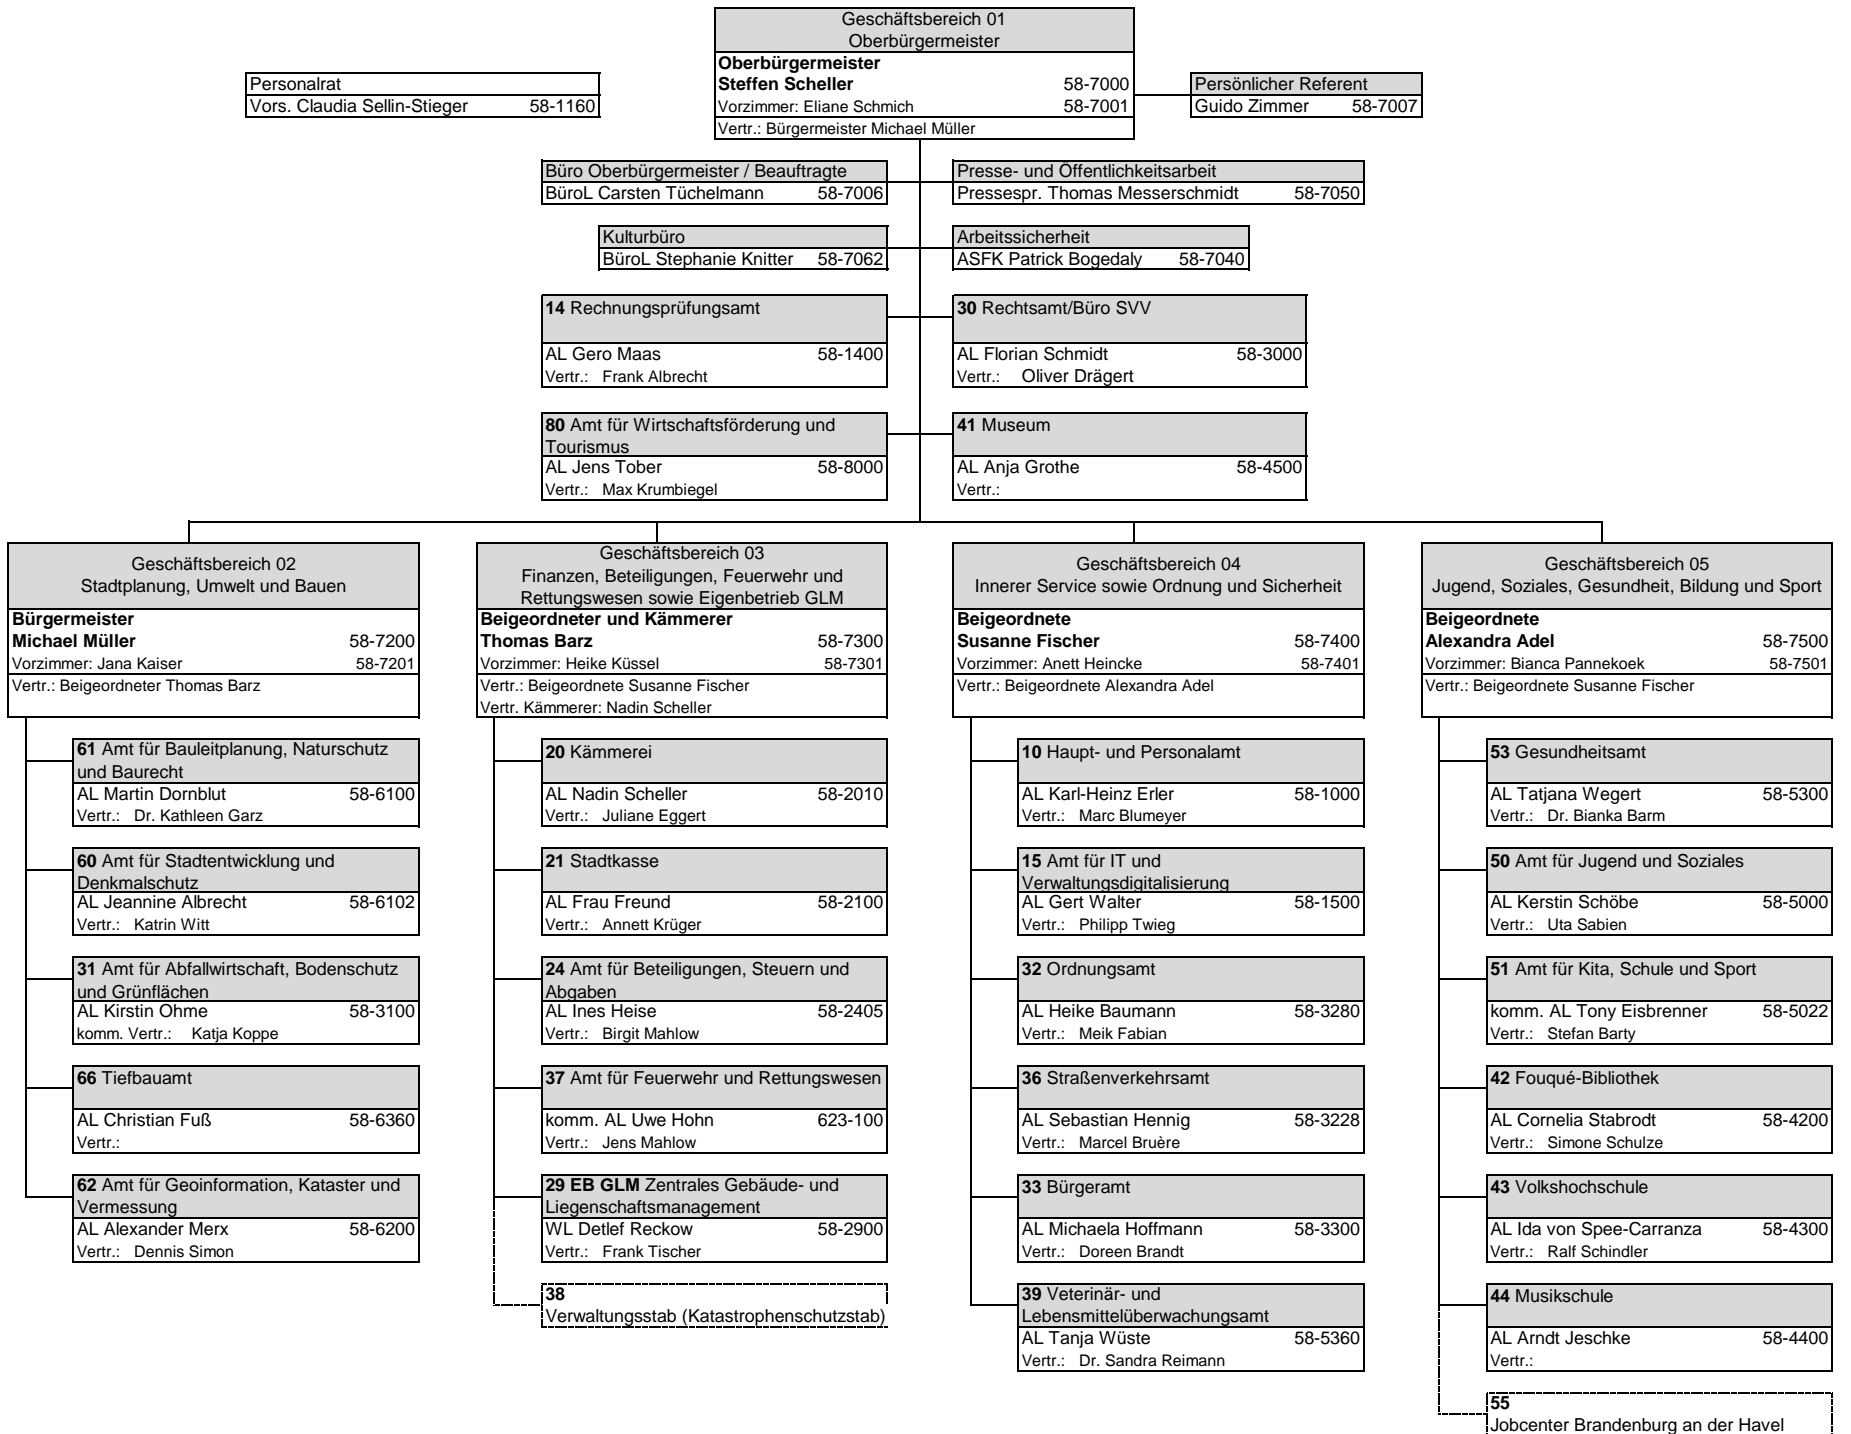 Geschäftsbereich 01
Oberbürgermeister
Oberbürgermeister
Steffen Scheller 58-7000
Vorzimmer: Eliane Schmich 58-7001
Vertr.: Bürgermeister Michael Müller
Personalrat
Vors. Claudia Sellin-Stieger 58-1160
Persönlicher Referent
Guido Zimmer 58-7007
Büro Oberbürgermeister / Beauftragte
BüroL Carsten Tüchelmann 58-7006
Presse- und Öffentlichkeitsarbeit
Pressespr. Thomas Messerschmidt 58-7050
Kulturbüro
BüroL Stephanie Knitter 58-7062
Arbeitssicherheit
ASFK Patrick Bogedaly 58-7040
14 Rechnungsprüfungsamt
AL Gero Maas 58-1400
Vertr.: Frank Albrecht
30 Rechtsamt/Büro SVV
AL Florian Schmidt 58-3000
Vertr.: Oliver Drägert
80 Amt für Wirtschaftsförderung und
Tourismus
AL Jens Tober 58-8000
Vertr.: Max Krumbiegel
41 Museum
AL Anja Grothe 58-4500
Vertr.:
Geschäftsbereich 02
Stadtplanung, Umwelt und Bauen
Bürgermeister
Michael Müller 58-7200
Vorzimmer: Jana Kaiser 58-7201
Vertr.: Beigeordneter Thomas Barz
61 Amt für Bauleitplanung, Naturschutz
und Baurecht
AL Martin Dornblut 58-6100
Vertr.: Dr. Kathleen Garz
60 Amt für Stadtentwicklung und
Denkmalschutz
AL Jeannine Albrecht 58-6102
Vertr.: Katrin Witt
31 Amt für Abfallwirtschaft, Bodenschutz
und Grünflächen
AL Kirstin Ohme 58-3100
komm. Vertr.: Katja Koppe
66 Tiefbauamt
AL Christian Fuß 58-6360
Vertr.:
62 Amt für Geoinformation, Kataster und
Vermessung
AL Alexander Merx 58-6200
Vertr.: Dennis Simon
Geschäftsbereich 03
Finanzen, Beteiligungen, Feuerwehr und
Rettungswesen sowie Eigenbetrieb GLM
Beigeordneter und Kämmerer
Thomas Barz 58-7300
Vorzimmer: Heike Küssel 58-7301
Vertr.: Beigeordnete Susanne Fischer
Vertr. Kämmerer: Nadin Scheller
20 Kämmerei
AL Nadin Scheller 58-2010
Vertr.: Juliane Eggert
21 Stadtkasse
AL Frau Freund 58-2100
Vertr.: Annett Krüger
24 Amt für Beteiligungen, Steuern und
Abgaben
AL Ines Heise 58-2405
Vertr.: Birgit Mahlow
37 Amt für Feuerwehr und Rettungswesen
komm. AL Uwe Hohn 623-100
Vertr.: Jens Mahlow
29 EB GLM Zentrales Gebäude- und
Liegenschaftsmanagement
WL Detlef Reckow 58-2900
Vertr.: Frank Tischer
38
Verwaltungsstab (Katastrophenschutzstab)
Geschäftsbereich 04
Innerer Service sowie Ordnung und Sicherheit
Beigeordnete
Susanne Fischer 58-7400
Vorzimmer: Anett Heincke 58-7401
Vertr.: Beigeordnete Alexandra Adel
10 Haupt- und Personalamt
AL Karl-Heinz Erler 58-1000
Vertr.: Marc Blumeyer
15 Amt für IT und
Verwaltungsdigitalisierung
AL Gert Walter 58-1500
Vertr.: Philipp Twieg
32 Ordnungsamt
AL Heike Baumann 58-3280
Vertr.: Meik Fabian
36 Straßenverkehrsamt
AL Sebastian Hennig 58-3228
Vertr.: Marcel Bruère
33 Bürgeramt
AL Michaela Hoffmann 58-3300
Vertr.: Doreen Brandt
39 Veterinär- und
Lebensmittelüberwachungsamt
AL Tanja Wüste 58-5360
Vertr.: Dr. Sandra Reimann
Geschäftsbereich 05
Jugend, Soziales, Gesundheit, Bildung und Sport
Beigeordnete
Alexandra Adel 58-7500
Vorzimmer: Bianca Pannekoek 58-7501
Vertr.: Beigeordnete Susanne Fischer
53 Gesundheitsamt
AL Tatjana Wegert 58-5300
Vertr.: Dr. Bianka Barm
50 Amt für Jugend und Soziales
AL Kerstin Schöbe 58-5000
Vertr.: Uta Sabien
51 Amt für Kita, Schule und Sport
komm. AL Tony Eisbrenner 58-5022
Vertr.: Stefan Barty
42 Fouqué-Bibliothek
AL Cornelia Stabrodt 58-4200
Vertr.: Simone Schulze
43 Volkshochschule
AL Ida von Spee-Carranza 58-4300
Vertr.: Ralf Schindler
44 Musikschule
AL Arndt Jeschke 58-4400
Vertr.:
55
Jobcenter Brandenburg an der Havel